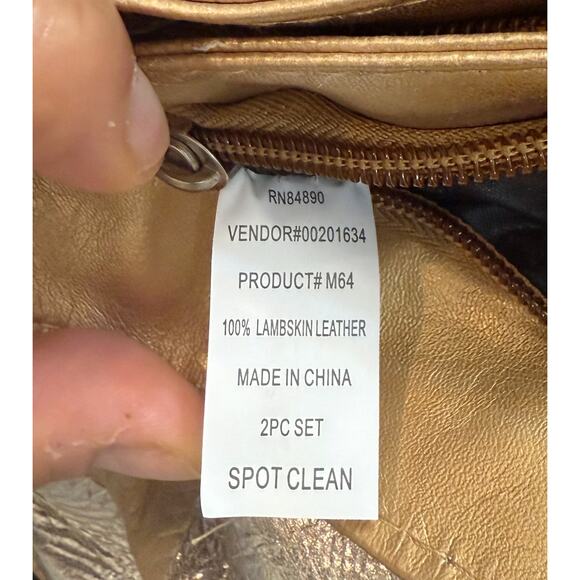 RN84890
VENDOR#00201634
PRODUCT# M64
100% LAMBSKIN LEATHER
MADE IN CHINA
2PC SET
SPOT CLEAN